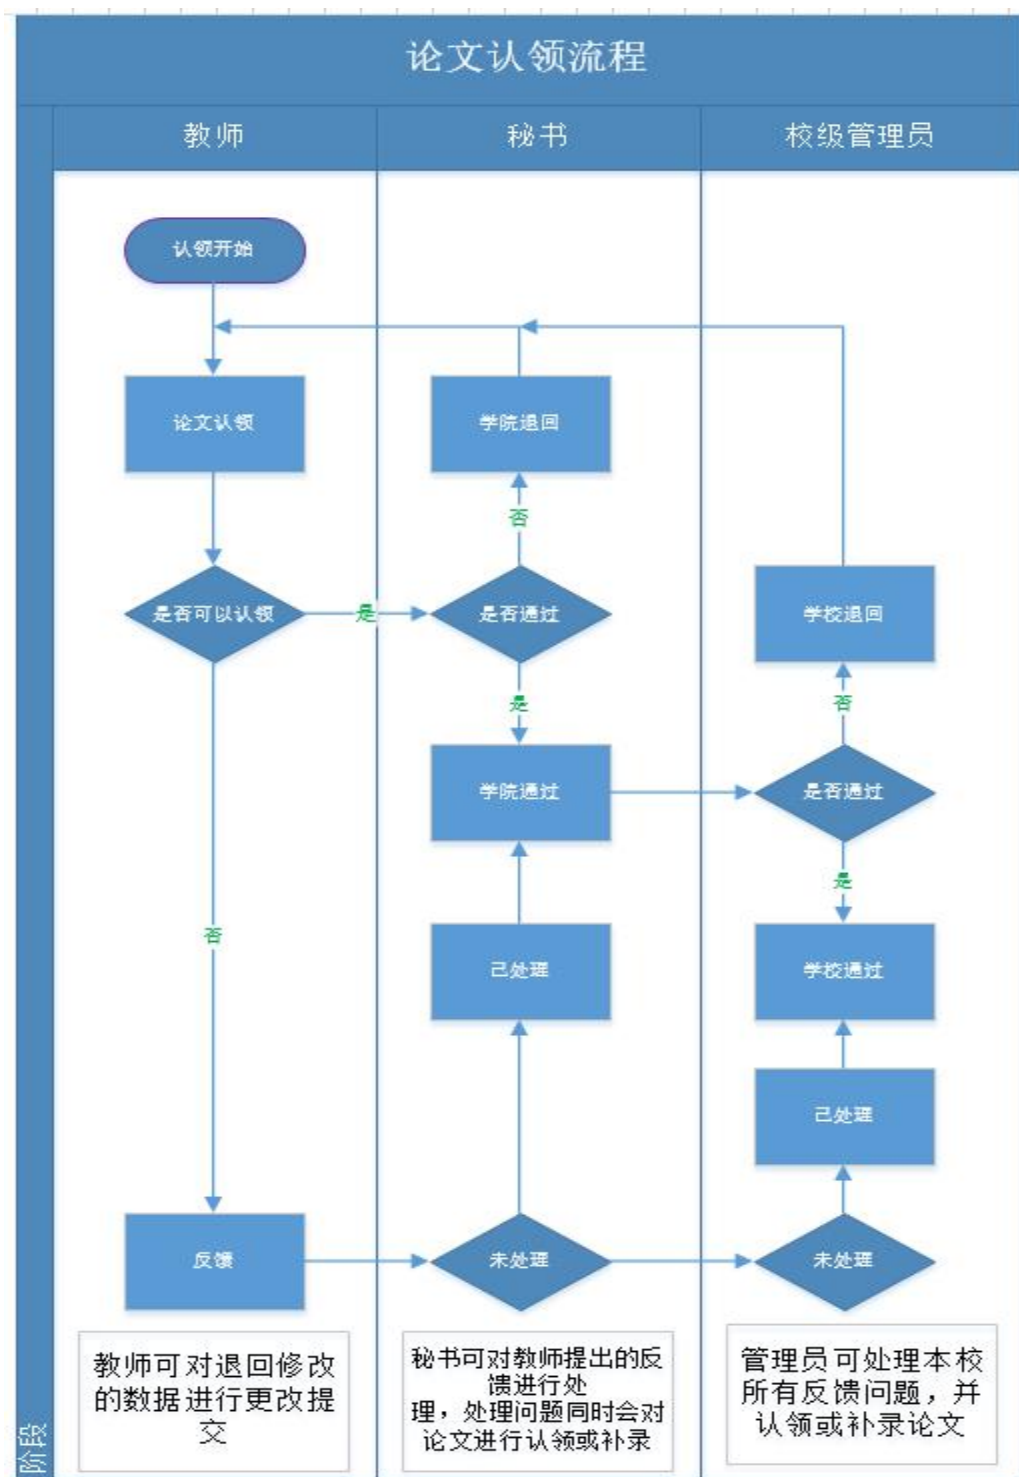 论文认领流程
教师
秘书
校级管理员
认领开始
论文认领
学院退回
否
是否可以认领
是
是否通过
学校退回
是
否
学院通过
是否通过
是
否
己处理
学校通过
己处理
反馈
未处理
未处理
教师可对退回修改
的数据进行更改提
交
秘书可对教师提出的反
馈进行处
理，处理问题同时会对
论文进行认领或补录
管理员可处理本校
所有反馈问题，并
认领或补录论文
阶段